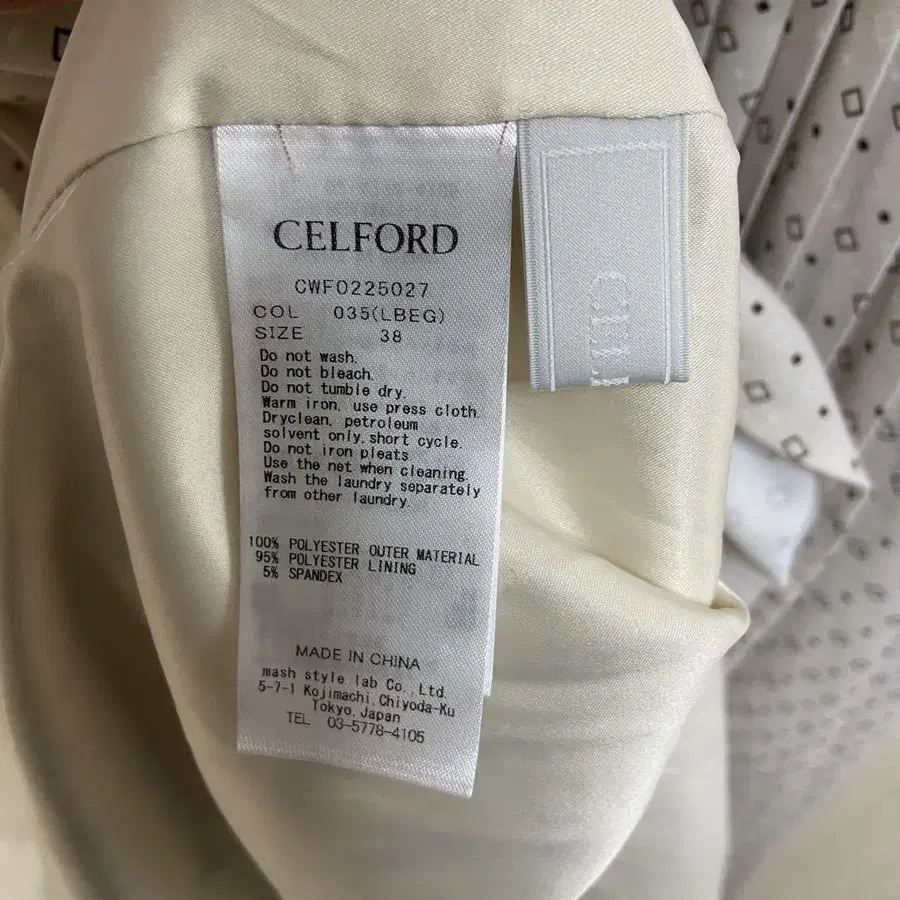 CELFORD
CWF0225027
COL 035(LBEG)
SIZE 38
Do not wash.
Do not bleach.
Do not tumble dry.
Warm iron, use press cloth.
Dryclean, petroleum
solvent only, short cycle.
Do not iron pleats.
Use the net when cleaning.
Wash the laundry separately
from other laundry.
100% POLYESTER OUTER MATERIAL
95% POLYESTER LINING
5% SPANDEX
MADE IN CHINA
mash style lab Co., Ltd.
5-7-1 Kojimachi, Chiyoda-Ku
Tokyo, Japan
TEL 03-5778-4105